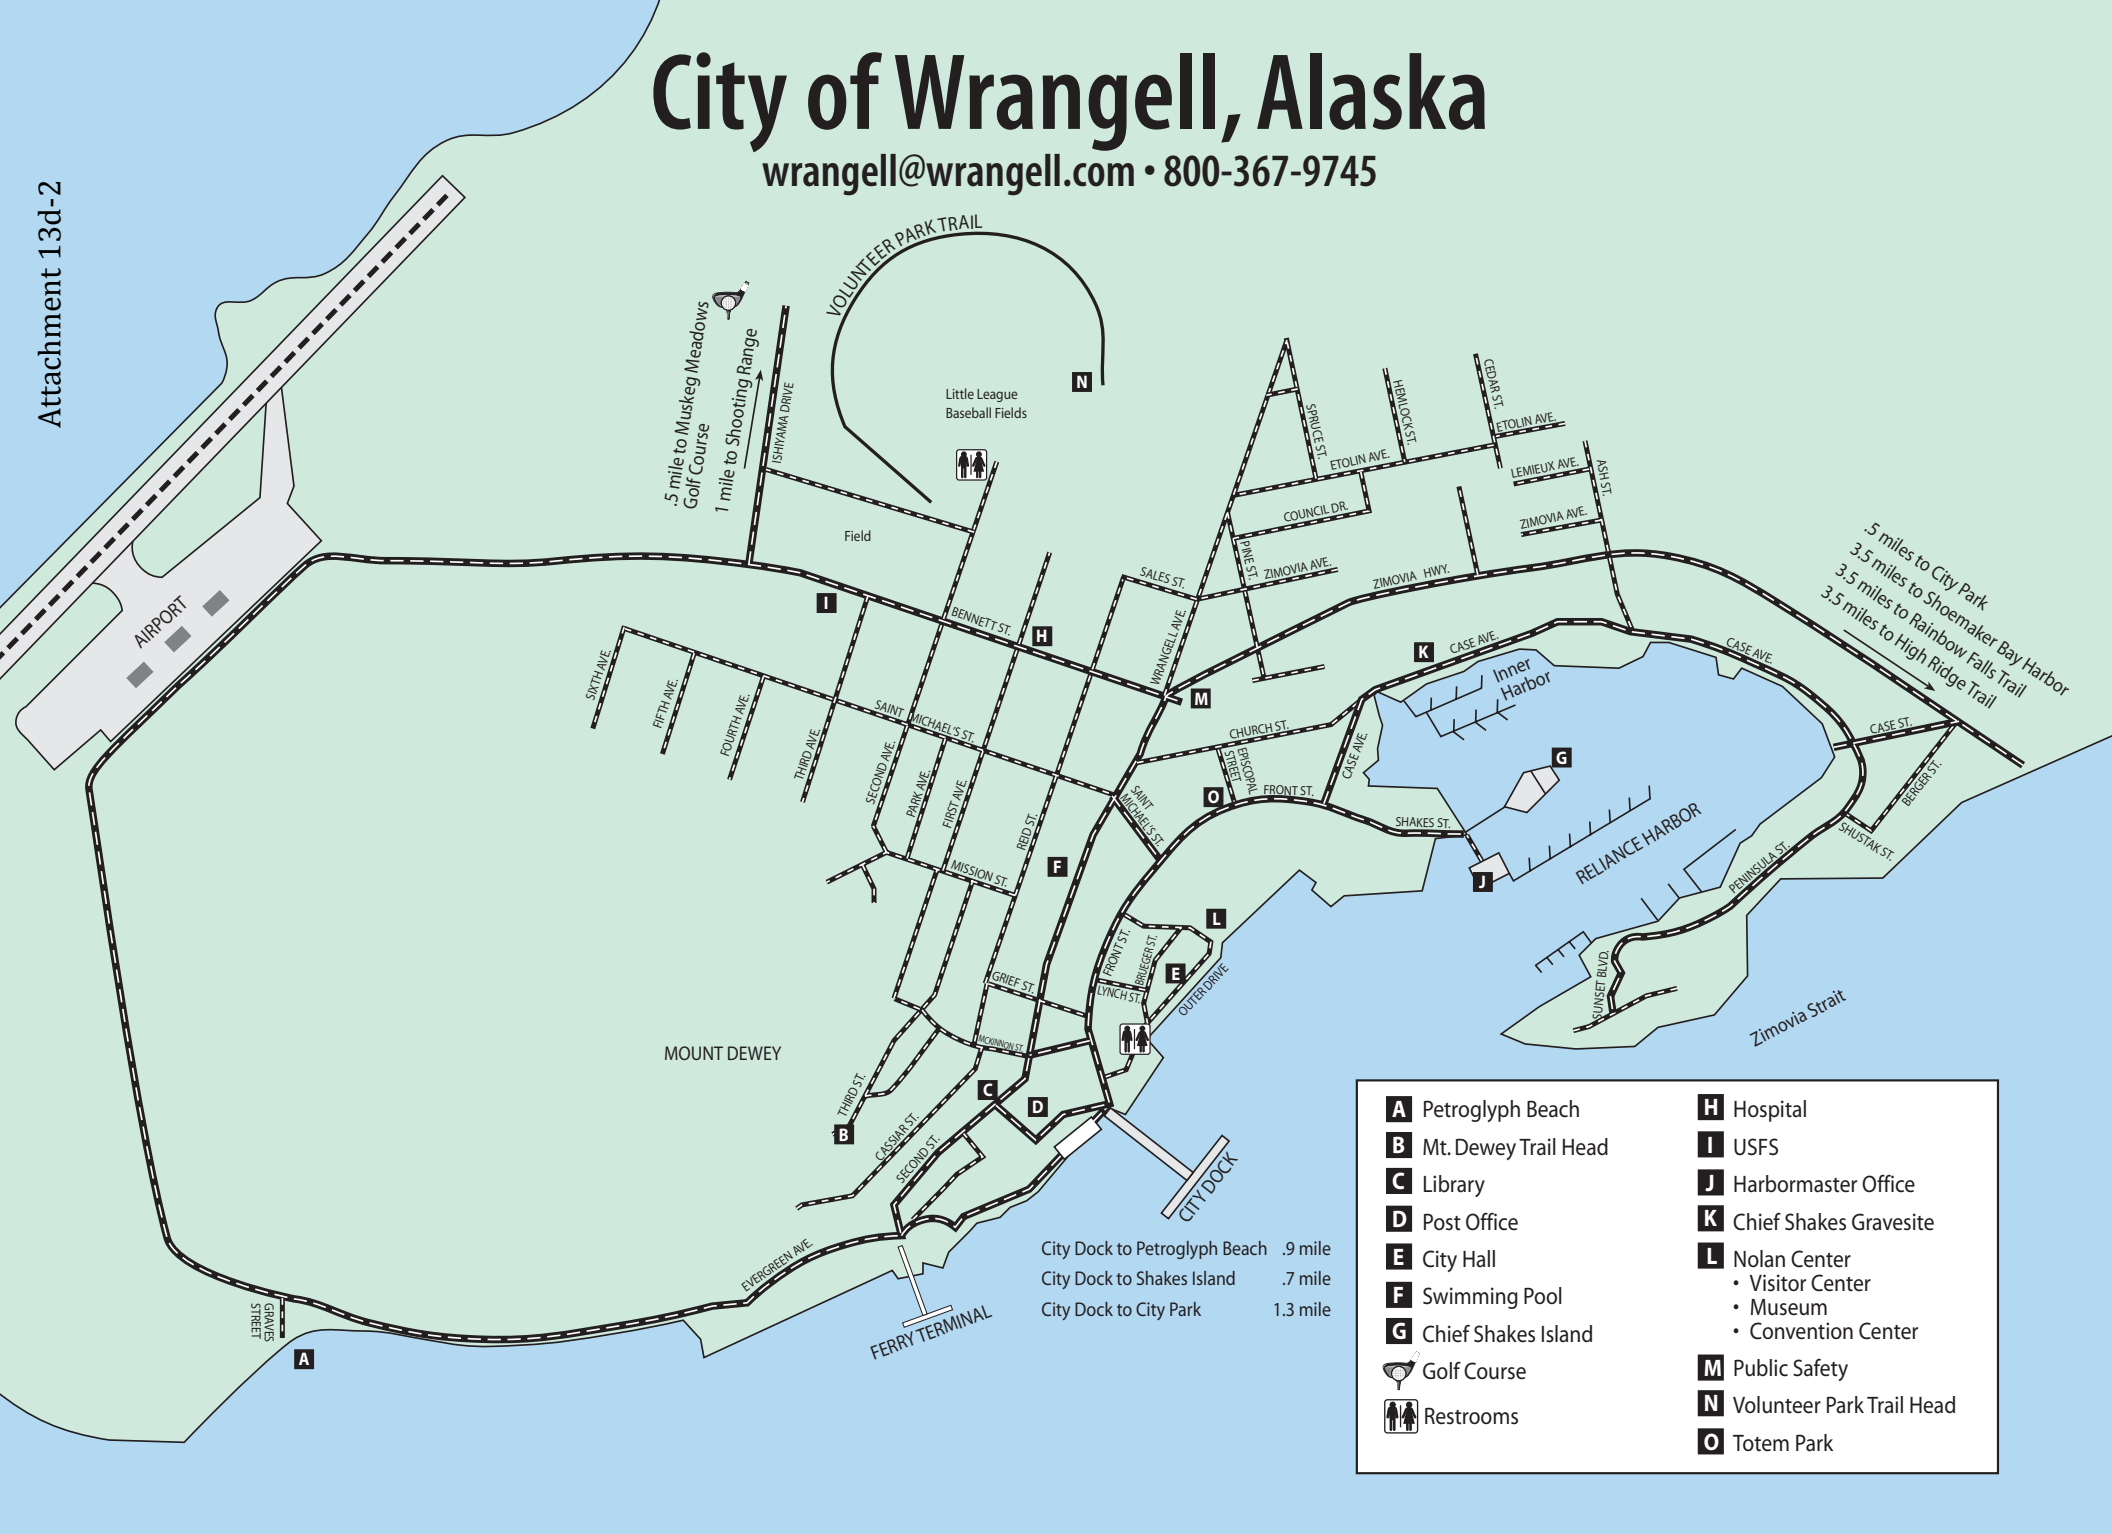 City of Wrangell, Alaska
wrangell@wrangell.com • 800-367-9745
Attachment 13d-2
VOLUNTEER PARK TRAIL
.5 mile to Muskeg Meadows
Golf Course
1 mile to Shooting Range
ISHIYAMA DRIVE
N
Little League
Baseball Fields
Field
AIRPORT
I
BENNETT ST.
H
SALES ST.
WRANGELL AVE.
M
SPRUCE ST.
HEMLOCK ST.
CEDAR ST.
ETOLIN AVE.
ETOLIN AVE.
LEMIEUX AVE.
ASH ST.
COUNCIL DR.
ZIMOVIA AVE.
PINE ST.
ZIMOVIA AVE.
ZIMOVIA HWY.
.5 miles to City Park
3.5 miles to Shoemaker Bay Harbor
3.5 miles to Rainbow Falls Trail
3.5 miles to High Ridge Trail
K
CASE AVE.
CASE AVE.
Inner
Harbor
SIXTH AVE.
FIFTH AVE.
FOURTH AVE.
THIRD AVE.
SAINT MICHAEL'S ST.
SECOND AVE.
PARK AVE.
FIRST AVE.
REID ST.
CHURCH ST.
EPISCOPAL
STREET
CASE AVE.
G
CASE ST.
BERGER ST.
SHUSTAK ST.
O
FRONT ST.
SAINT
MICHAEL'S ST.
SHAKES ST.
RELIANCE HARBOR
PENINSULA ST.
J
F
MISSION ST.
L
FRONT ST.
BRUEGER ST.
E
LYNCH ST.
OUTER DRIVE
GRIEF ST.
MCKINNON ST.
SUNSET BLVD.
Zimovia Strait
MOUNT DEWEY
THIRD ST.
B
C
D
CASSIAR ST.
SECOND ST.
CITY DOCK
EVERGREEN AVE.
FERRY TERMINAL
GRAVES
STREET
A
City Dock to Petroglyph Beach .9 mile
City Dock to Shakes Island .7 mile
City Dock to City Park 1.3 mile
A Petroglyph Beach
B Mt. Dewey Trail Head
C Library
D Post Office
E City Hall
F Swimming Pool
G Chief Shakes Island
Golf Course
Restrooms
H Hospital
I USFS
J Harbormaster Office
K Chief Shakes Gravesite
L Nolan Center
• Visitor Center
• Museum
• Convention Center
M Public Safety
N Volunteer Park Trail Head
O Totem Park